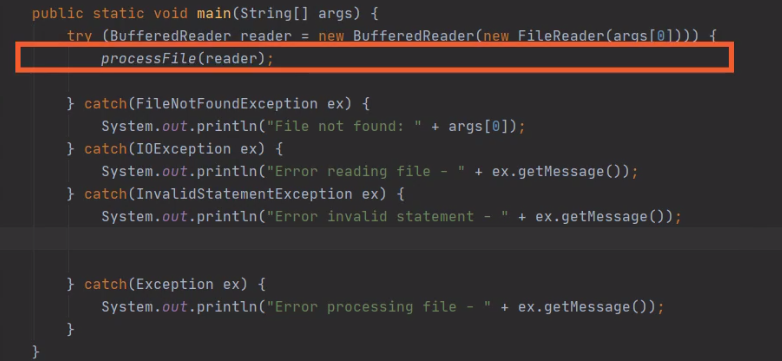 public static void main(String[] args) {
try (BufferedReader reader = new BufferedReader(new FileReader(args[0]))) {
processFile(reader);
} catch(FileNotFoundException ex) {
System.out.println("File not found: " + args[0]);
} catch(IOException ex) {
System.out.println("Error reading file - " + ex.getMessage());
} catch(InvalidStatementException ex) {
System.out.println("Error invalid statement - " + ex.getMessage());
} catch(Exception ex) {
System.out.println("Error processing file - " + ex.getMessage());
}
}